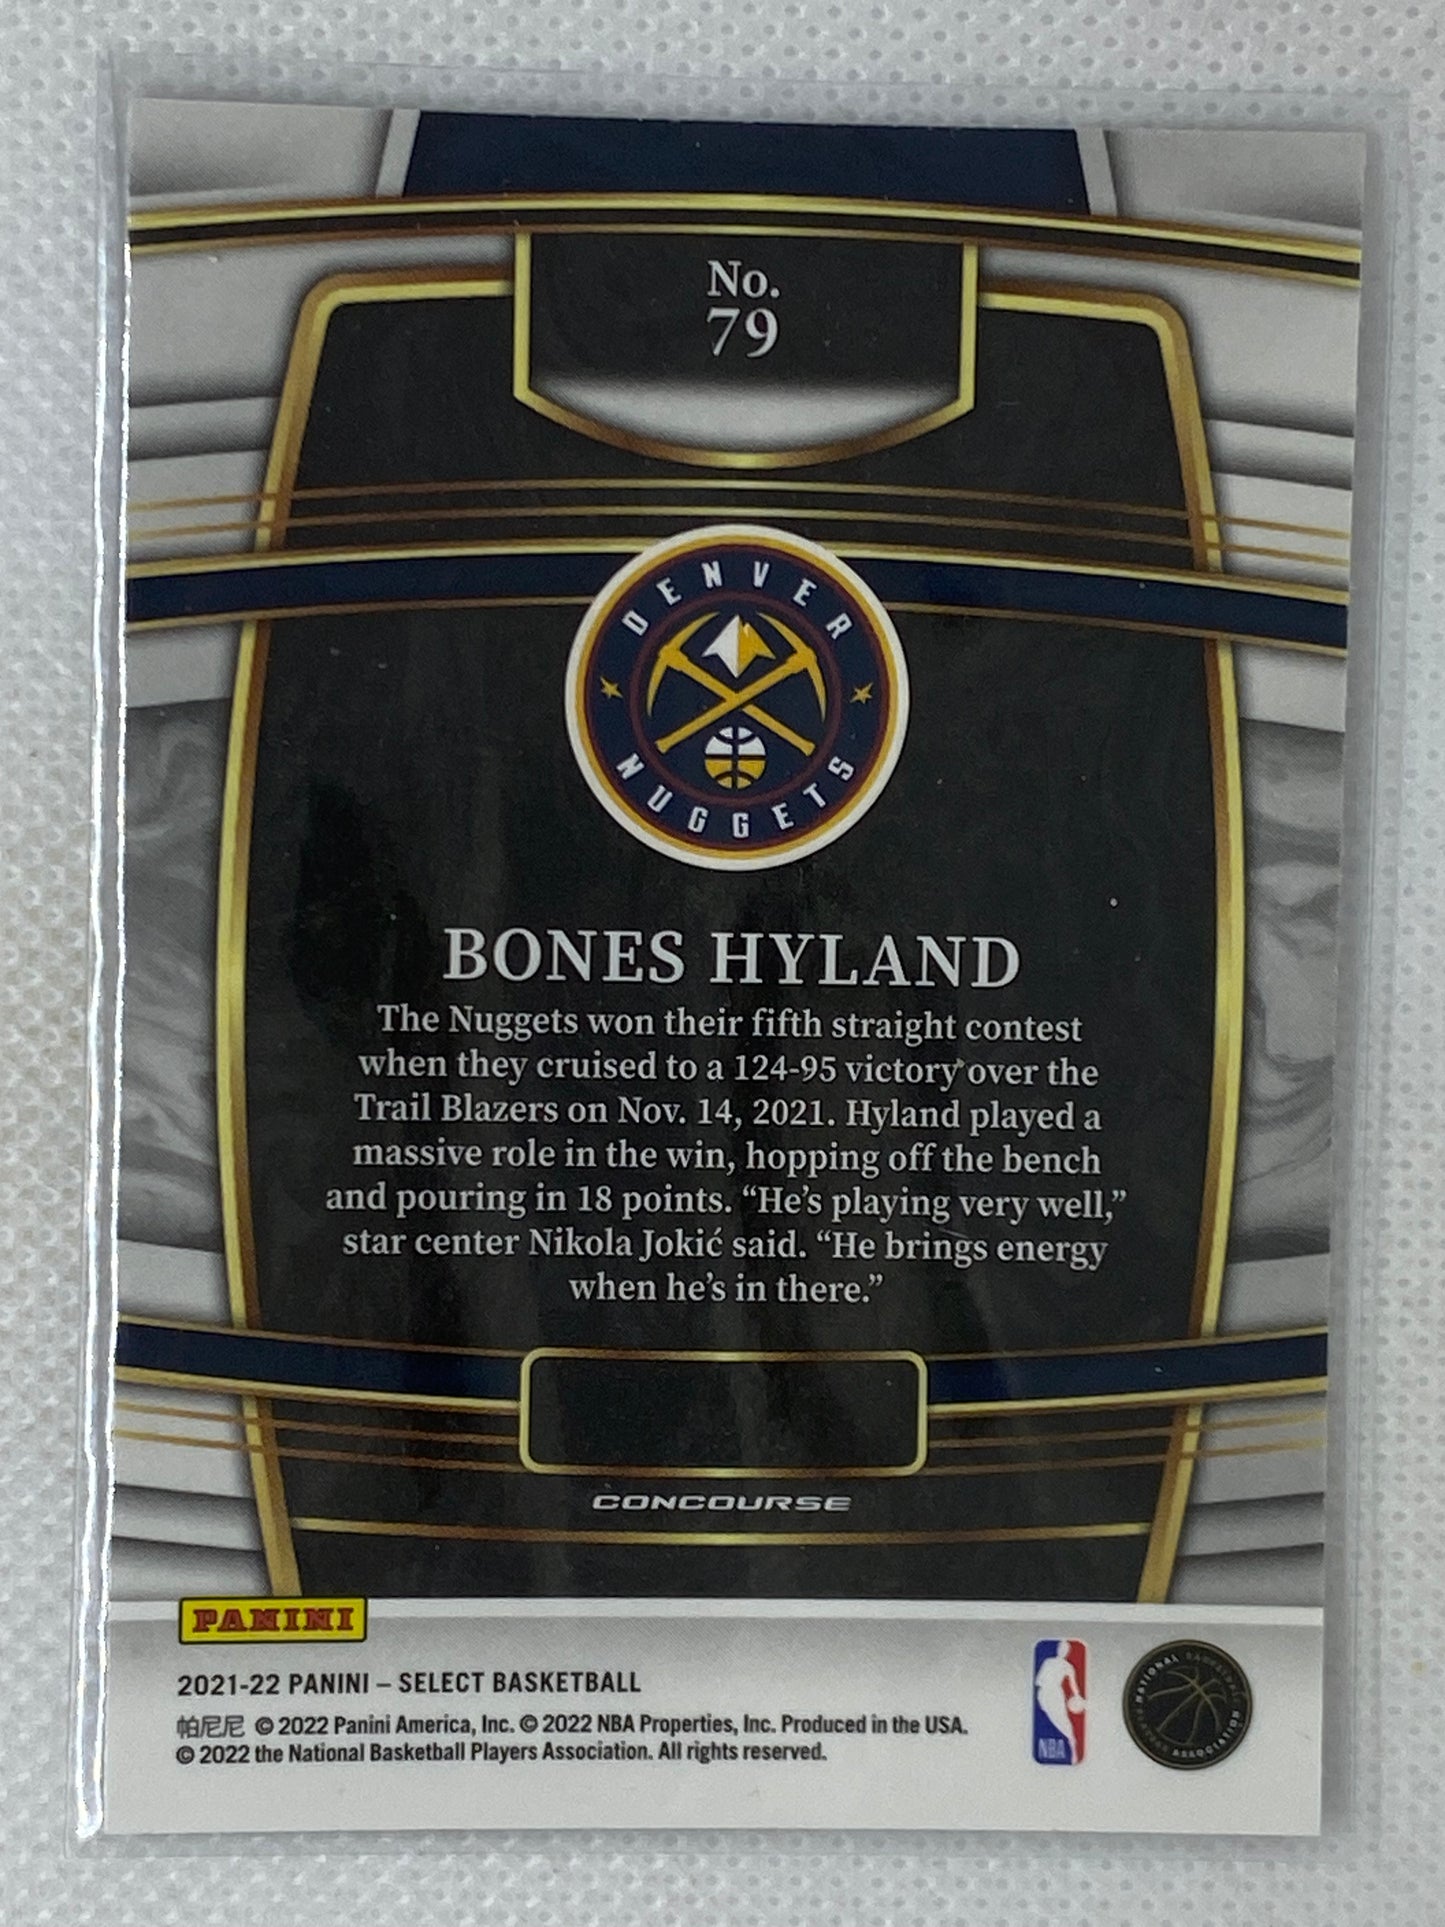 No.
79
DENVER
NUGGETS
BONES HYLAND
The Nuggets won their fifth straight contest
when they cruised to a 124-95 victory over the
Trail Blazers on Nov. 14, 2021. Hyland played a
massive role in the win, hopping off the bench
and pouring in 18 points. “He’s playing very well,”
star center Nikola Jokić said. “He brings energy
when he’s in there.”
CONCOURSE
PANINI
2021-22 PANINI – SELECT BASKETBALL
帕尼尼 © 2022 Panini America, Inc. © 2022 NBA Properties, Inc. Produced in the USA.
© 2022 the National Basketball Players Association. All rights reserved.
NBA
NATIONAL BASKETBALL
PLAYERS ASSOCIATION